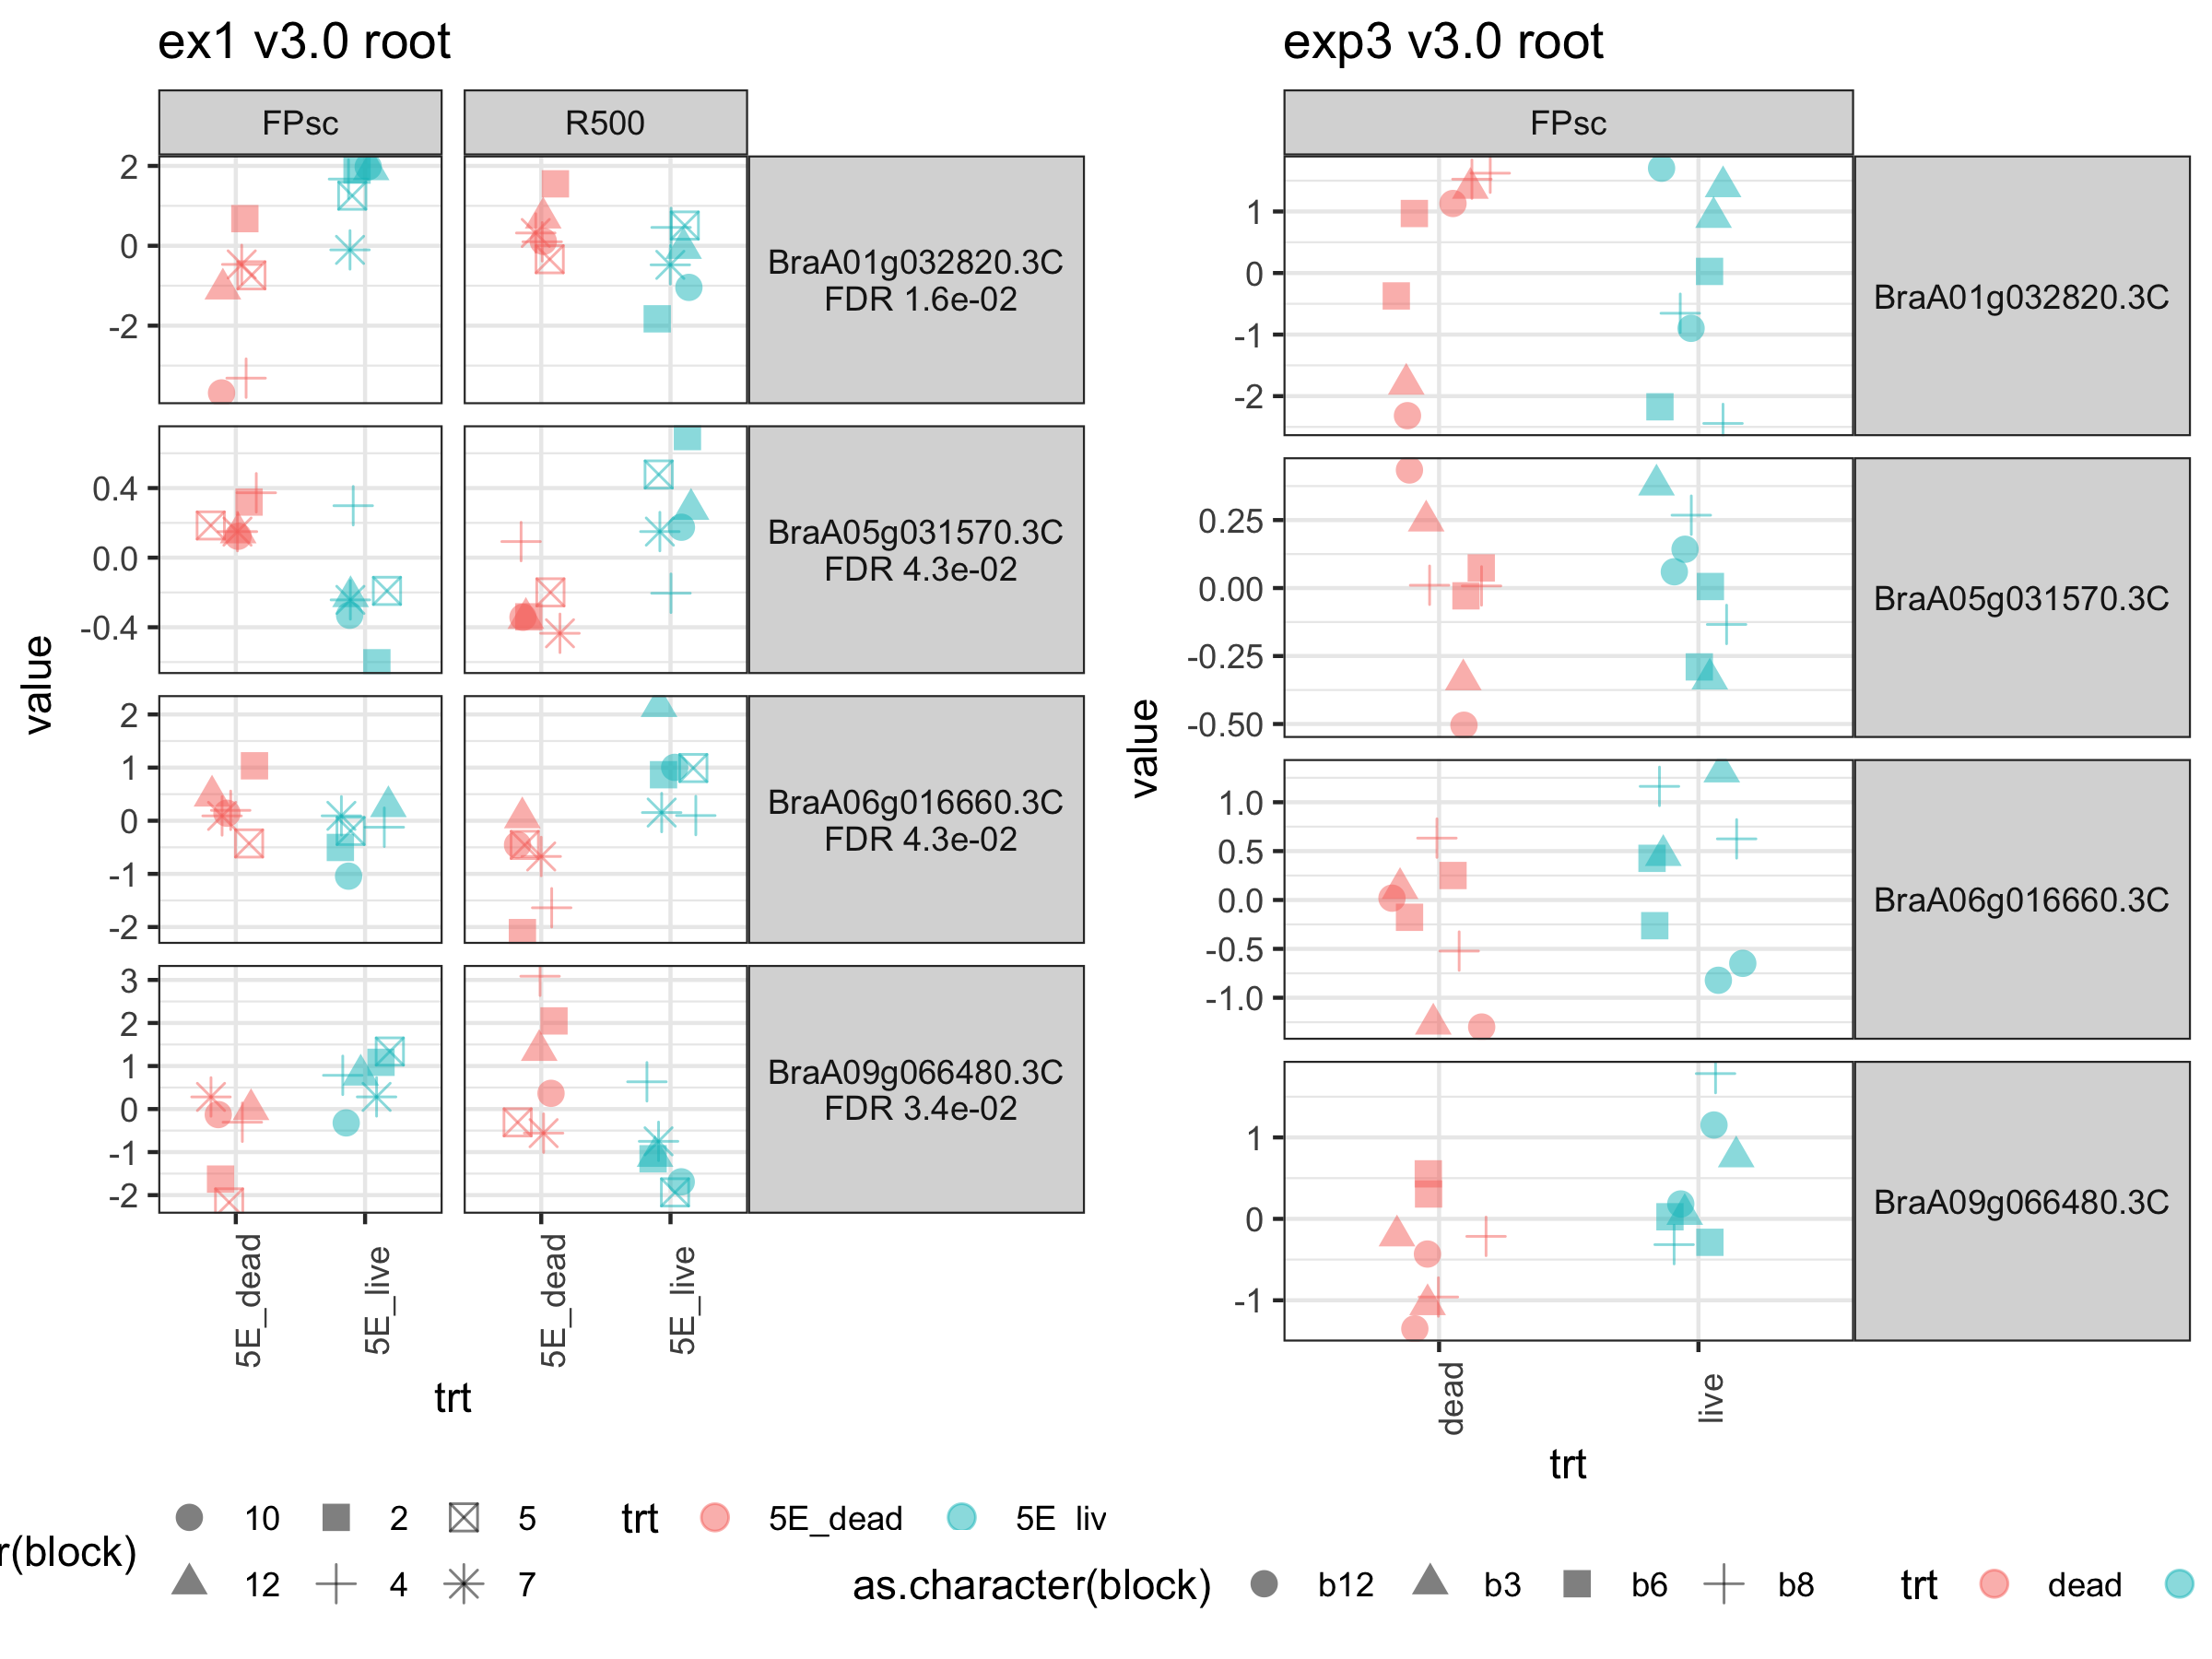 ex1 v3.0 root
FPsc
R500
value
2
0
-2
BraA01g032820.3C
FDR 1.6e-02
0.4
0.0
-0.4
BraA05g031570.3C
FDR 4.3e-02
2
1
0
-1
-2
BraA06g016660.3C
FDR 4.3e-02
3
2
1
0
-1
-2
BraA09g066480.3C
FDR 3.4e-02
5E_dead
5E_live
5E_dead
5E_live
trt
r(block)
10
2
5
12
4
7
trt
5E_dead
5E liv
exp3 v3.0 root
FPsc
value
1
0
-1
-2
BraA01g032820.3C
0.25
0.00
-0.25
-0.50
BraA05g031570.3C
1.0
0.5
0.0
-0.5
-1.0
BraA06g016660.3C
1
0
-1
BraA09g066480.3C
dead
live
trt
as.character(block)
b12
b3
b6
b8
trt
dead